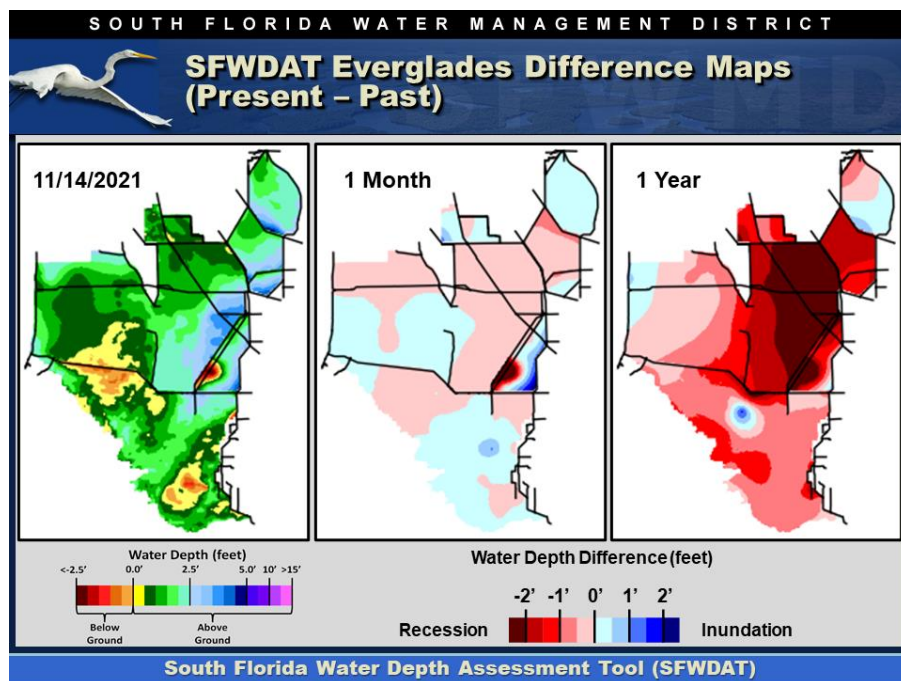 SOUTH FLORIDA WATER MANAGEMENT DISTRICT
SFWDAT Everglades Difference Maps
(Present – Past)
SFWMD
11/14/2021
1 Month
1 Year
Water Depth (feet)
<-2.5' 0.0' 2.5' 5.0' 10' >15'
Below
Ground
Above
Ground
Water Depth Difference (feet)
-2' -1' 0' 1' 2'
Recession
Inundation
South Florida Water Depth Assessment Tool (SFWDAT)